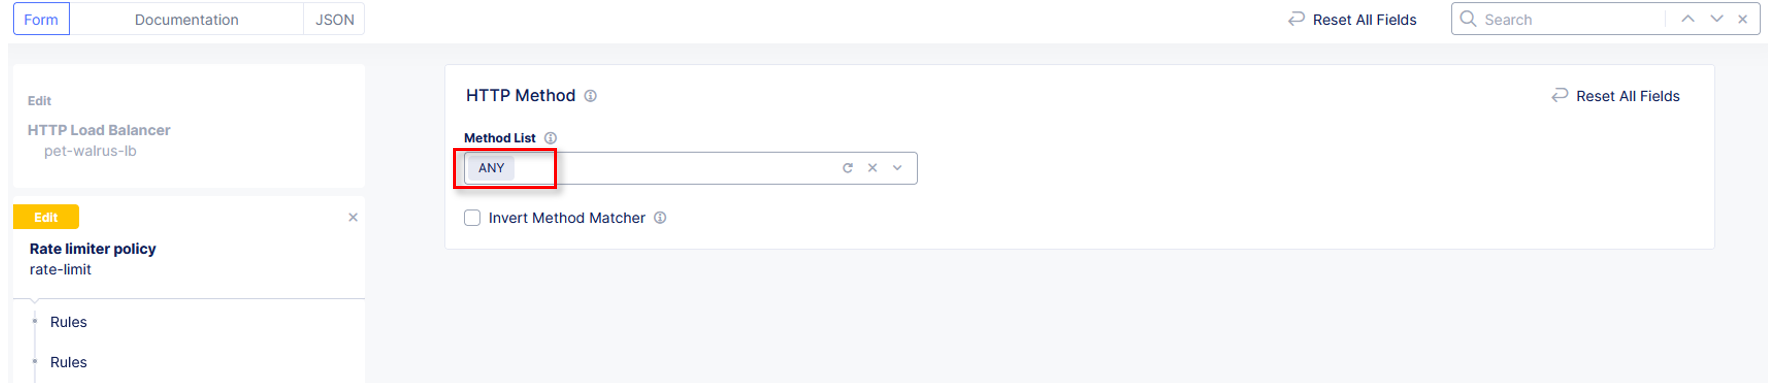 Form Documentation JSON Reset All Fields Search
Edit
HTTP Load Balancer
pet-walrus-lb
Edit
Rate limiter policy
rate-limit
Rules
Rules
HTTP Method Reset All Fields
Method List
ANY
Invert Method Matcher